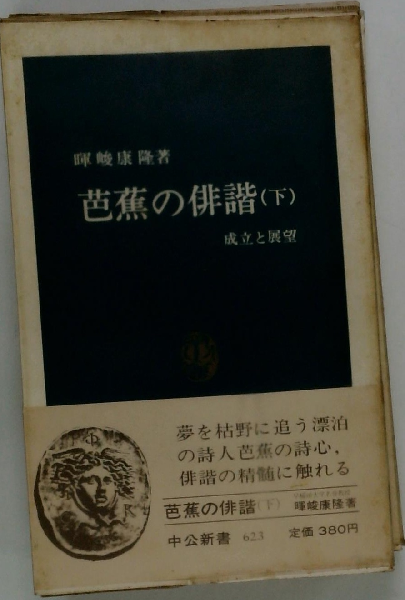 暉峻康隆著
芭蕉の俳諧(下)
成立と展望
夢を枯野に追う漂泊
の詩人芭蕉の詩心,
俳諧の精髄に触れる
芭蕉の俳諧(下) 暉峻康隆著
中公新書 623 定価 380円